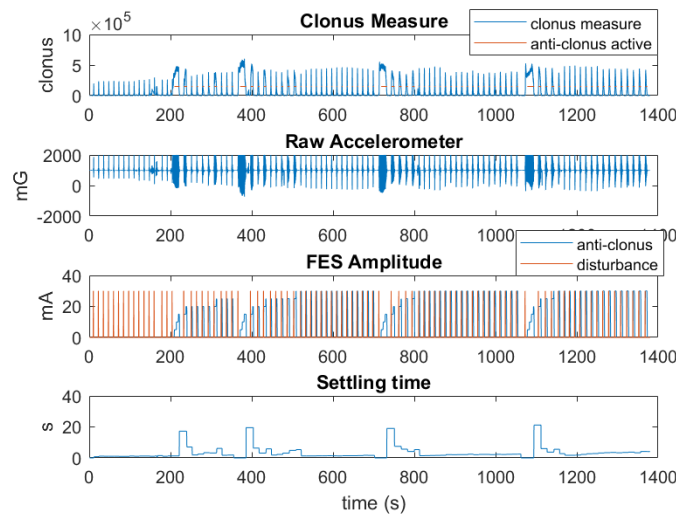 Clonus Measure
× 10^5
clonus measure
anti-clonus active
clonus
10
5
0
0 200 400 600 800 1000 1200 1400
Raw Accelerometer
mG
2000
0
-2000
0 200 400 600 800 1000 1200 1400
anti-clonus
disturbance
FES Amplitude
mA
40
20
0
0 200 400 600 800 1000 1200 1400
Settling time
s
40
20
0
0 200 400 600 800 1000 1200 1400
time (s)